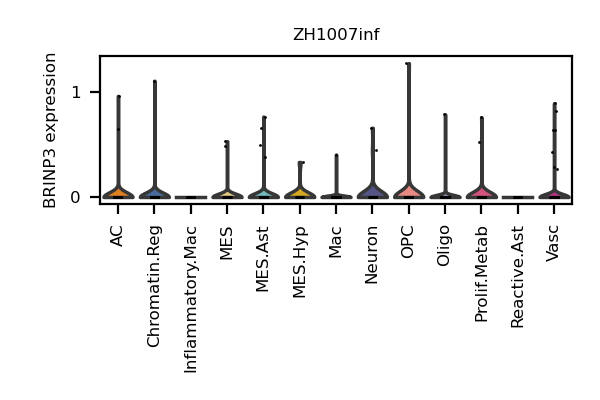 ZH1007inf
BRINP3 expression
1
0
AC
Chromatin.Reg
Inflammatory.Mac
MES
MES.Ast
MES.Hyp
Mac
Neuron
OPC
Oligo
Prolif.Metab
Reactive.Ast
Vasc